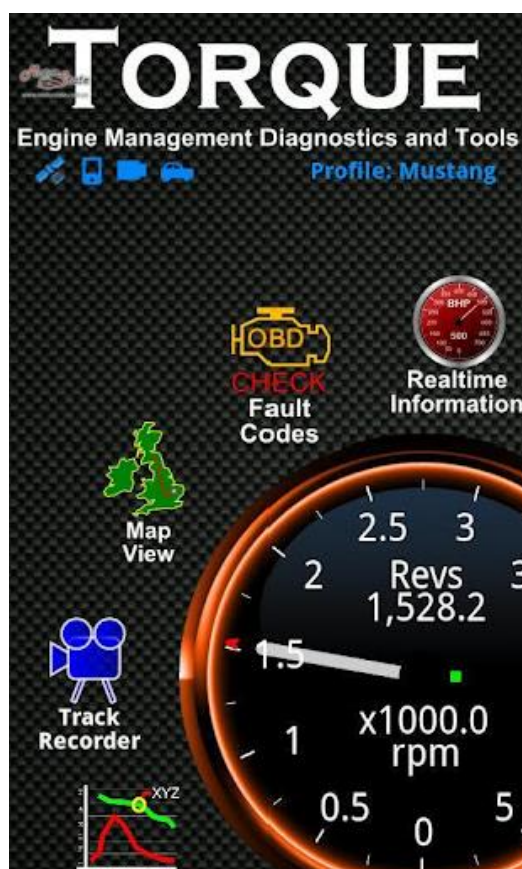 TORQUE
Engine Management Diagnostics and Tools
Profile: Mustang
BHP
500
Realtime
Information
OBD
CHECK
Fault
Codes
Map
View
Track
Recorder
XYZ
2.5 3
2 3
Revs
1,528.2
1.5
x1000.0
rpm
1
0.5 5
0